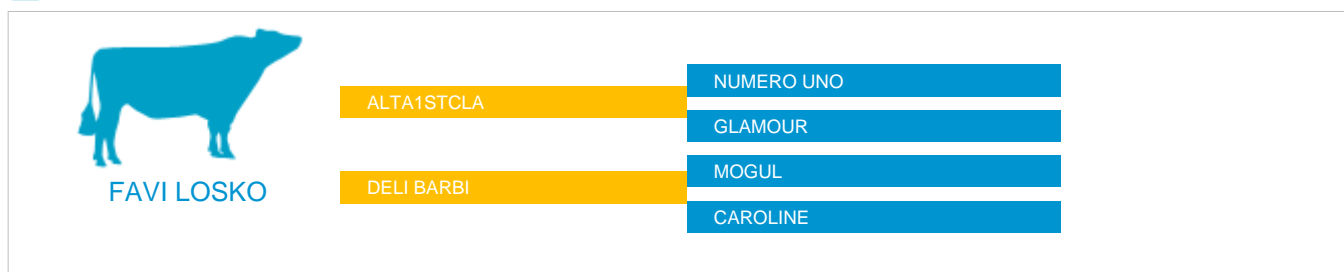 NUMERO UNO
ALTA1STCLA
GLAMOUR
MOGUL
DELI BARBI
FAVI LOSKO
CAROLINE